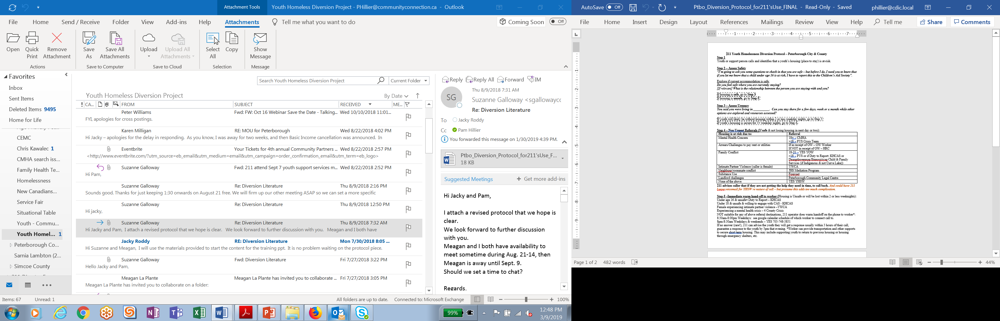 Attachment Tools
Youth Homeless Diversion Project - PHillier@communityconnection.ca - Outlook
File Home Send / Receive Folder View Add-ins Help Attachments Tell me what you want to do
Coming Soon Off
Open
Quick Print
Remove Attachment
Save As
Save All Attachments
Upload
Upload All Attachments
Select All
Copy
Show Message
Actions
Save to Computer
Save to Cloud
Selection
Message
Favorites
Inbox
Sent Items
Deleted Items 9495
Home for Life
CEMC
Chris Kawalec 1
CMHA search iss...
Family Health Te...
Homelessness
New Canadians...
Service Fair
Situational Table
Youth - Commu...
Youth Homel... 1
Peterborough Co...
Sarnia Lambton (2...
Simcoe County
Search Youth Homeless Diversion Project
Current Folder
Youth Homeless Diversion Project
By Date
! CA... FROM SUBJECT RECEIVED ME...
Peter Williams Fwd: FW: Oct 16 Webinar Save the Date - Talking... Wed 10/10/2018 11:01...
FYI, apologies for cross postings.
Karen Milligan RE: MOU for Peterborough Wed 8/22/2018 4:02 PM
Hi Jacky – apologies for the delay in responding. As you know, I was away for two weeks, and then Basic Income cancellation was announced. In
Eventbrite Your Tickets for 4th annual Community Partners ... Wed 8/22/2018 2:57 PM
<http://www.eventbrite.com/?utm_source=eb_email&utm_medium=email&utm_campaign=order_confirmation_email&utm_term=eb_logo>
Suzanne Galloway Fwd: 211 attend Sept 7 youth support services m... Wed 8/22/2018 2:52 PM
Hi Pam,
Suzanne Galloway Re: Diversion Literature Thu 8/9/2018 2:16 PM
Sounds good. Thanks for just keeping 1:30 onwards on August 21 free. We will firm up our other meeting ASAP so we can set a more specific
Suzanne Galloway Re: Diversion Literature Thu 8/9/2018 12:50 PM
Hi jacky,
Suzanne Galloway Re: Diversion Literature Thu 8/9/2018 7:32 AM
Hi Jacky and Pam, I attach a revised protocol that we hope is clear. We look forward to further discussion with you. Meagan and I both have
Jacky Roddy RE: Diversion Literature Mon 7/30/2018 8:05 ...
Hi Suzanne and Meagan, I will use the materials provided to start the content for the training ppt. It is no problem waiting on the protocol piece.
Suzanne Galloway Fwd: Diversion Literature Fri 7/27/2018 3:22 PM
Hello Jacky and Pam,
Meagan La Plante Meagan La Plante has invited you to collaborate ... Fri 7/27/2018 3:05 PM
Meagan La Plante has invited you to collaborate on a folder:
Reply Reply All Forward IM
Thu 8/9/2018 7:31 AM
SG
Suzanne Galloway <sgallowaycc
Re: Diversion Literature
To Jacky Roddy
Cc Pam Hillier
You forwarded this message on 1/30/2019 4:39 PM.
Ptbo_Diversion_Protocol_for211'sUse_F...
18 KB
Suggested Meetings + Get more add-ins
Hi Jacky and Pam,
I attach a revised protocol that we hope is
clear.
We look forward to further discussion
with you.
Meagan and I both have availability to
meet sometime during Aug. 21-14, then
Meagan is away until Sept. 9.
Should we set a time to chat?
Regards,
Items: 67 Unread: 1
All folders are up to date. Connected to: Microsoft Exchange 100%
99%
12:48 PM
3/9/2019
AutoSave Off
Ptbo_Diversion_Protocol_for211'sUse_FINAL - Read-Only - Saved
phillier@cdic.local
File Home Insert Design Layout References Mailings Review View Help Tell me Share Comments
211 Youth Homelessness Diversion Protocol – Peterborough City & County
Step 1
Youth or support person calls and identifies that a youth's housing (place to stay) is at-risk.
Step 2 – Assess Safety
"I'm going to ask you some questions to check in that you are safe – but before I do, I need you to know that
if you let me know that a child under age 16 is at risk, I have to report this to the Children's Aid Society".
Explore if current accommodation is safe:
Do you feel safe where you are currently staying?
[If relevant] What is the relationship between the person you are staying with and you?
If housing is safe, go to Step 3
If housing is unsafe, go to Step 5
Step 3 – Assess Urgency
You said you were living in __________. Can you stay there for a few days, week or a month while other
options are explored and resources accessed?
If youth will likely be without housing within 2 or less weekday nights, go to Step 5
If youth's housing is secure for 3+ weekday nights, go to Step 4
Step 4 – Non-Urgent Referrals (If safe & not losing housing in next day or two):
Housing is at risk due to: Referral
Mental Health Concern 18+ - CMHA
>18 - PYS Crisis Team
Arrears/Challenges to pay rent or utilities If in receipt of OW – OW Worker
If NOT in receipt of OW – HRC
Family Conflict 18-21 - YES YOW
>18 - PYS or if Duty to Report: KHCAS or
Dnaagdawenmag Binnoojiiyag Child & Family
Services (if Indigenous & not Curve Lake))
Intimate Partner Violence (caller is female) YWCA
Neighbour/roommate conflict JHS Mediation Program
Substance Use Fourcast
Landlord challenges Peterborough Community Legal Centre
None of the above YES YHSW
211 advises caller that if they are not getting the help they need in time, to call back. And could have 211
leave voicemail for YHSW re nature of call – but presume this adds too much complication.
Step 5 –Immediate warm hand-off to worker (Housing is Unsafe or will be lost within 2 or less weeknights):
Under age 16 & unsafe= Duty to Report – KHCAS
Under 18 & unsafe & willing to engage with CAS - KHCAS
Female experiencing intimate partner violence –YWCA
Experiencing a mental health crisis – 4 County Crisis
NOT suitable for any of above referral destinations, 211 operator does warm handoff on the phone to worker*:
8:30am-8:00pm Weekdays: see google calendar schedule of which worker to connect call to.
8pm-8:30am Weekdays & weekends – YES 705-748-3851
If no answer (rare!), 211 can advise the youth they will get a response usually within 3 hours of their call,
guarantee a response to the youth by 5pm that evening. *Worker can provide transportation and other supports
to secure short term housing. This may include supporting youth to return to previous housing or housing
through emergency shelters, etc.
Page 1 of 2 482 words 44%